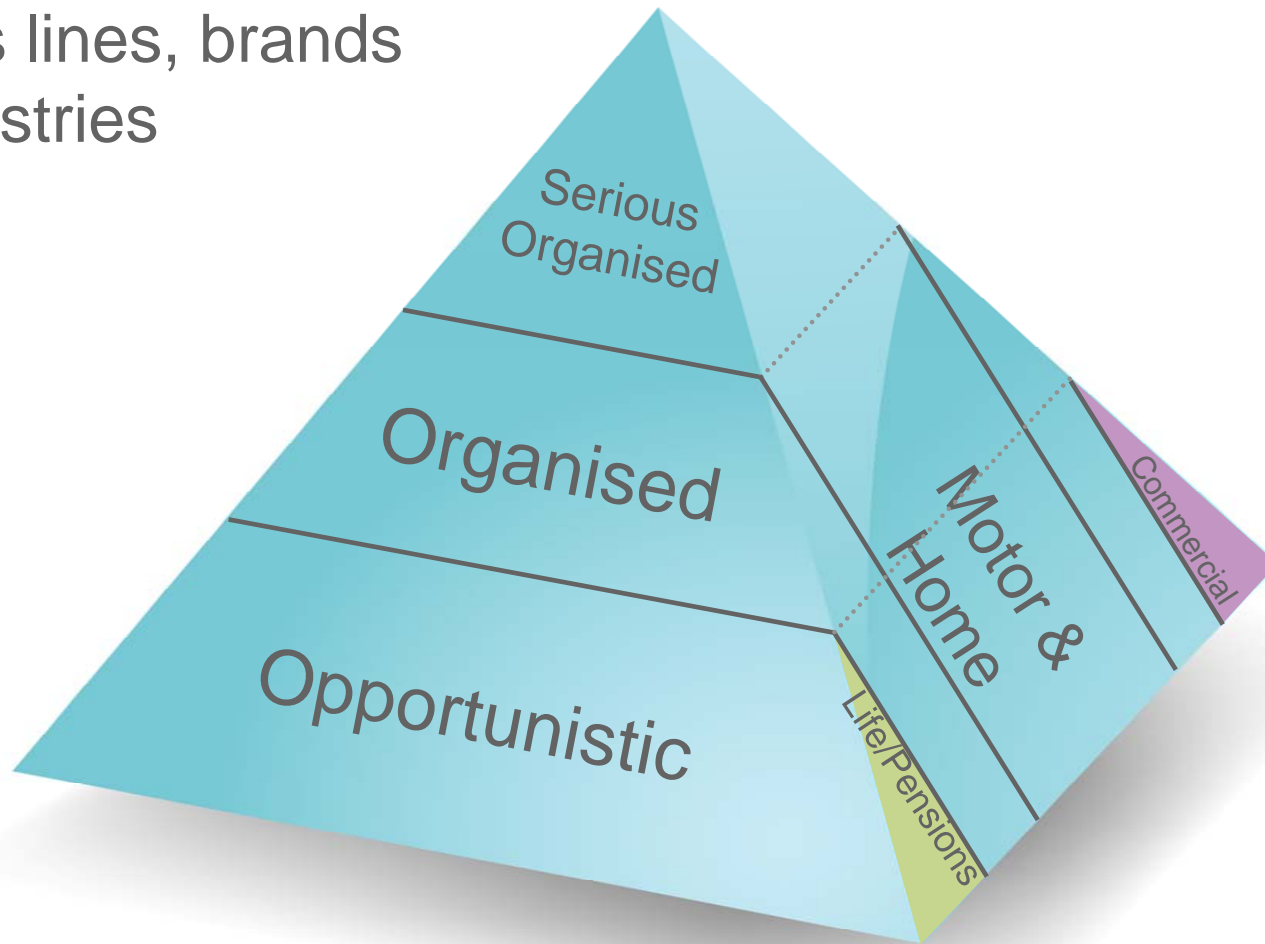 s lines, brands
stries
Serious
Organised
Organised
Opportunistic
Motor &
Home
Commercial
Life/Pensions